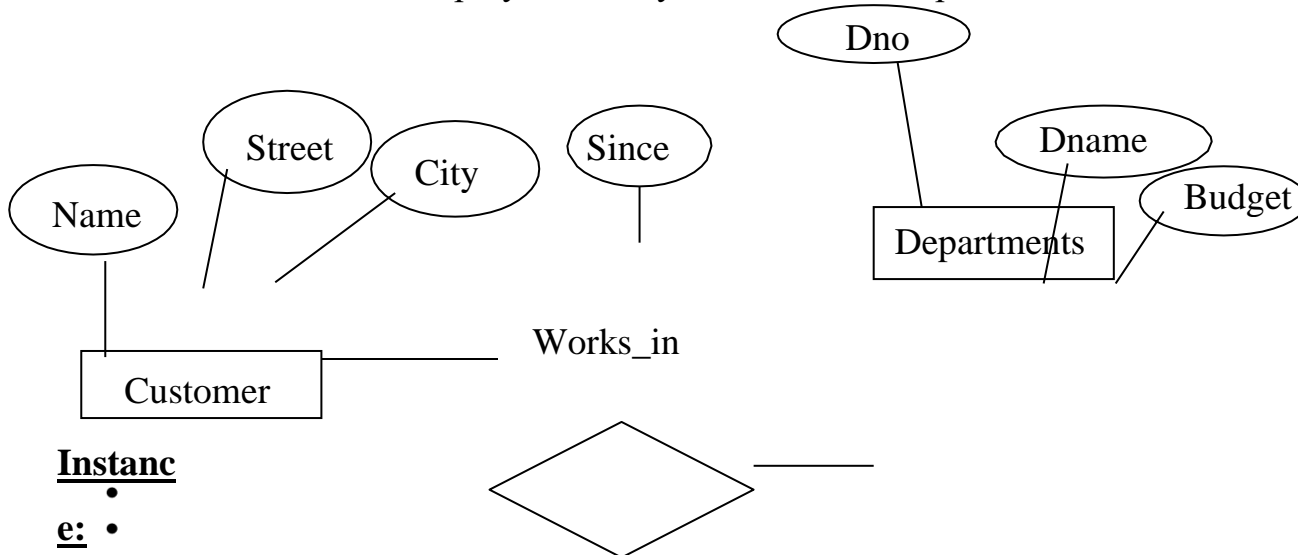 Dno
Street
Since
Dname
City
Name
Budget
Departments
Works_in
Customer
Instanc
•
e: •